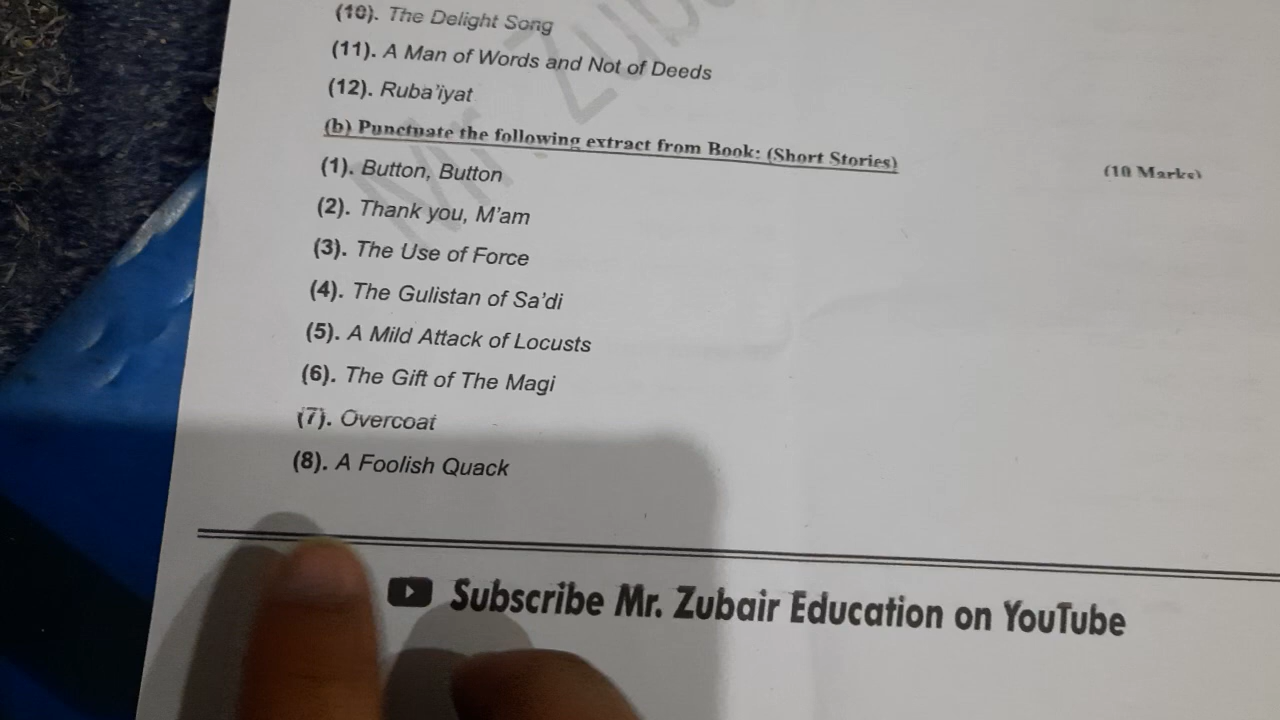 (10). The Delight Song
(11). A Man of Words and Not of Deeds
(12). Ruba'iyat
(b) Punctuate the following extract from Book: (Short Stories) (10 Marks)
(1). Button, Button
(2). Thank you, M'am
(3). The Use of Force
(4). The Gulistan of Sa'di
(5). A Mild Attack of Locusts
(6). The Gift of The Magi
(7). Overcoat
(8). A Foolish Quack
Subscribe Mr. Zubair Education on YouTube
Mr. Zub